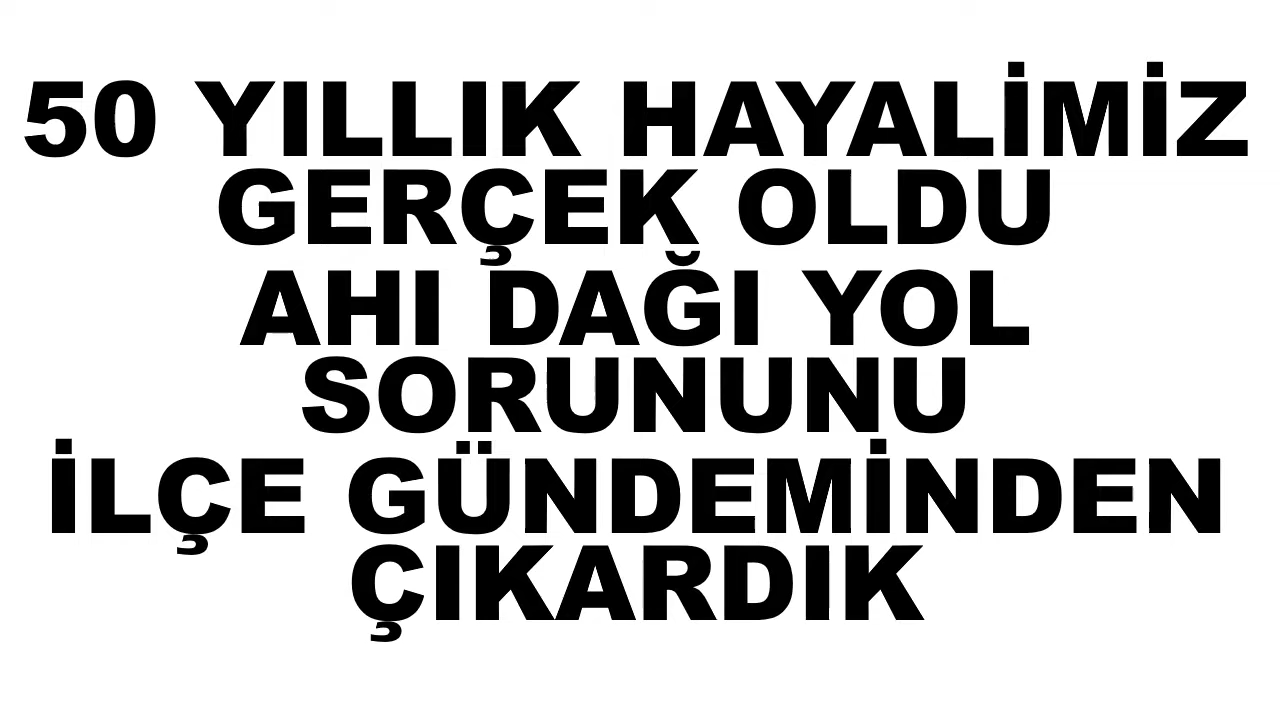 50 YILLIK HAYALİMİZ
GERÇEK OLDU
AHI DAĞI YOL
SORUNUNU
İLÇE GÜNDEMİNDEN
ÇIKARDIK